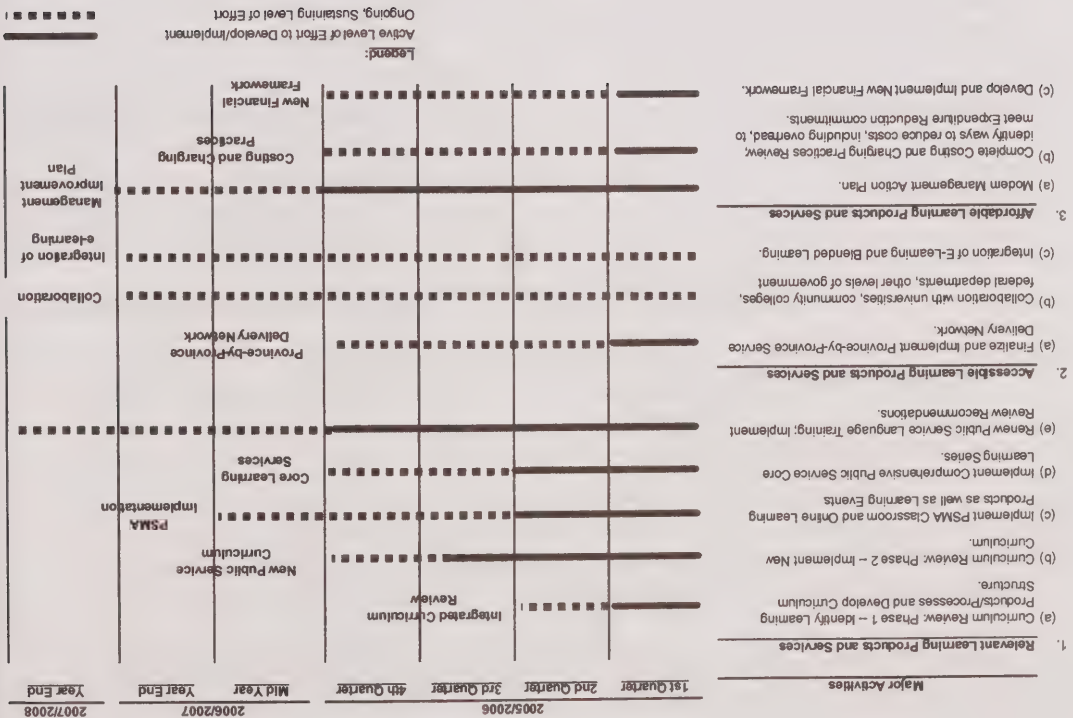 2005/2006
2006/2007
2007/2008
Major Activities
1st Quarter
2nd Quarter
3rd Quarter
4th Quarter
Mid Year
Year End
Year End
1. Relevant Learning Products and Services
(a) Curriculum Review: Phase 1 – Identify Learning
Products/Processes and Develop Curriculum
Structure.
Integrated Curriculum
Review
(b) Curriculum Review: Phase 2 – Implement New
Curriculum.
New Public Service
Curriculum
(c) Implement PSMA Classroom and Online Learning
Products as well as Learning Events
PSMA
Implementation
(d) Implement Comprehensive Public Service Core
Learning Series.
Core Learning
Services
(e) Review Public Service Language Training; Implement
Review Recommendations.
2. Accessible Learning Products and Services
(a) Finalize and Implement Province-by-Province Service
Delivery Network.
Province-by-Province
Delivery Network
(b) Collaboration with universities, community colleges,
federal departments, other levels of government
Collaboration
(c) Integration of E-Learning and Blended Learning.
Integration of
e-learning
3. Affordable Learning Products and Services
(a) Modern Management Action Plan.
Management
Improvement
Plan
(b) Complete Costing and Charging Practices Review;
identify ways to reduce costs, including overhead, to
meet Expenditure Reduction commitments.
Costing and Charging
Practices
(c) Develop and Implement New Financial Framework.
New Financial
Framework
Legend:
Active Level of Effort to Develop/Implement
Ongoing, Sustaining of Level of Effort